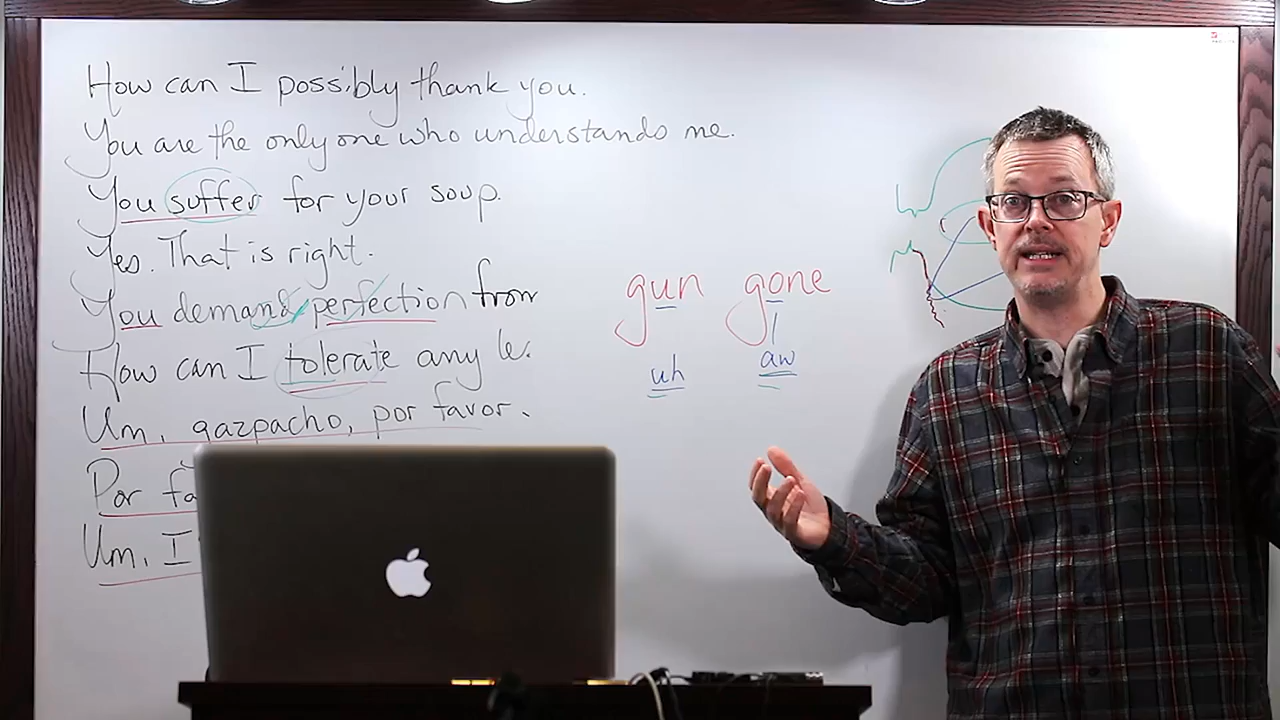 How can I possibly thank you.
You are the only one who understands me.
You suffer for your soup.
Yes. That is right.
You demand perfection from
How can I tolerate any le.
Um, gazpacho, por favor.
Por fa
Um, I'
gun gone
uh aw